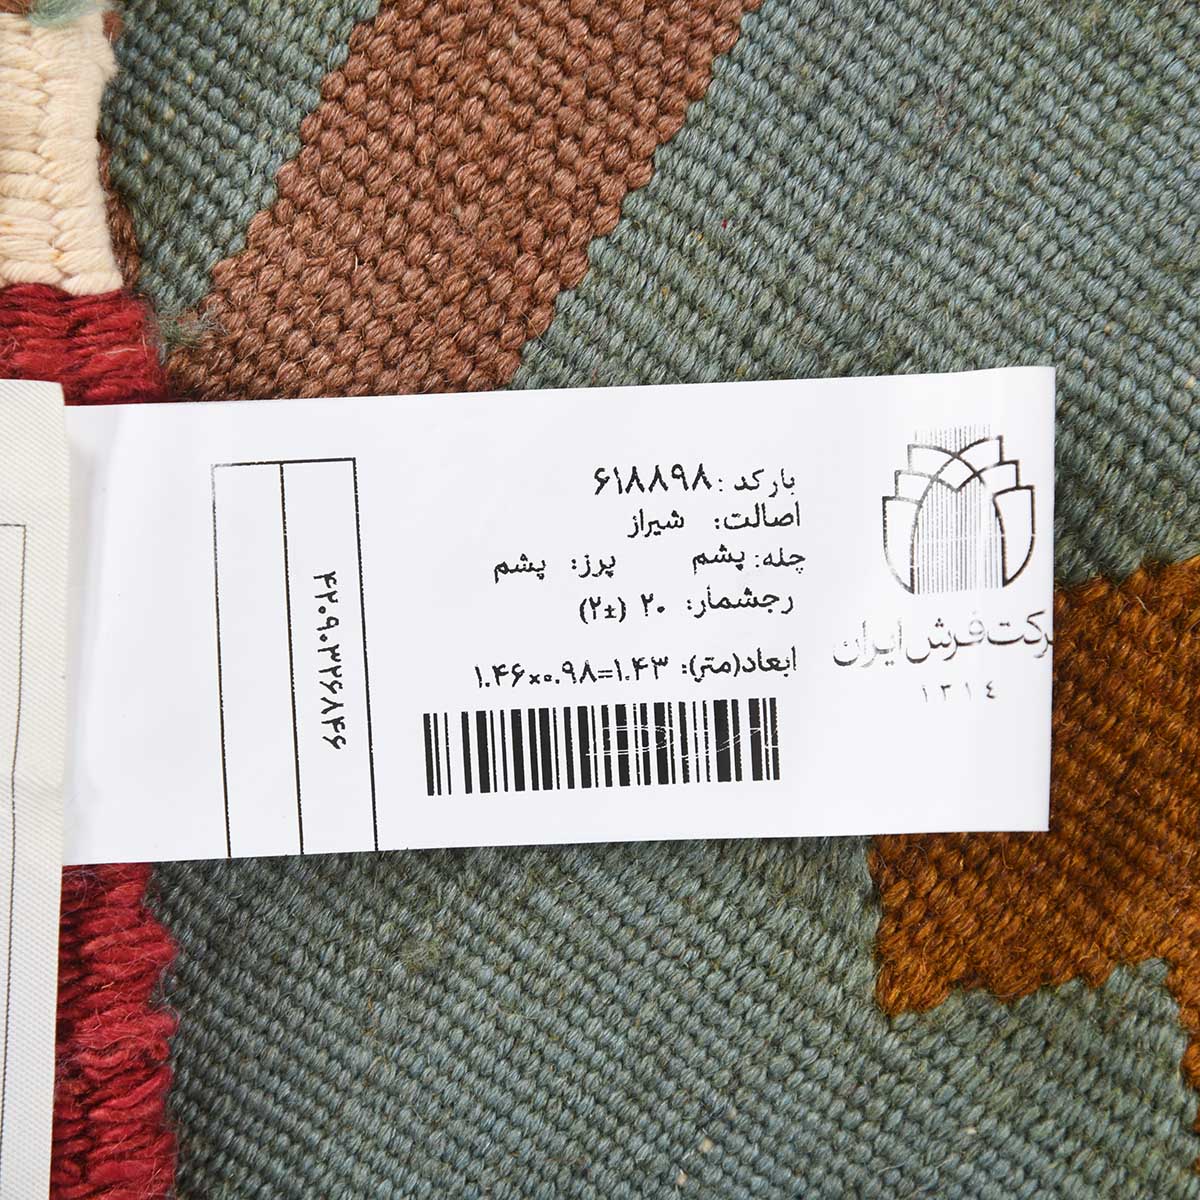 بارکد: ۶۱۸۸۹۸
اصالت: شیراز
چله: پشم پرز: پشم
رجشمار: ۲۰ (±۲)
ابعاد(متر): ۱.۴۶×۰.۹۸=۱.۴۳
شرکت فرش ایران
۱۳۱٤
۴۲۰۹۰۳۲۶۸۴۶